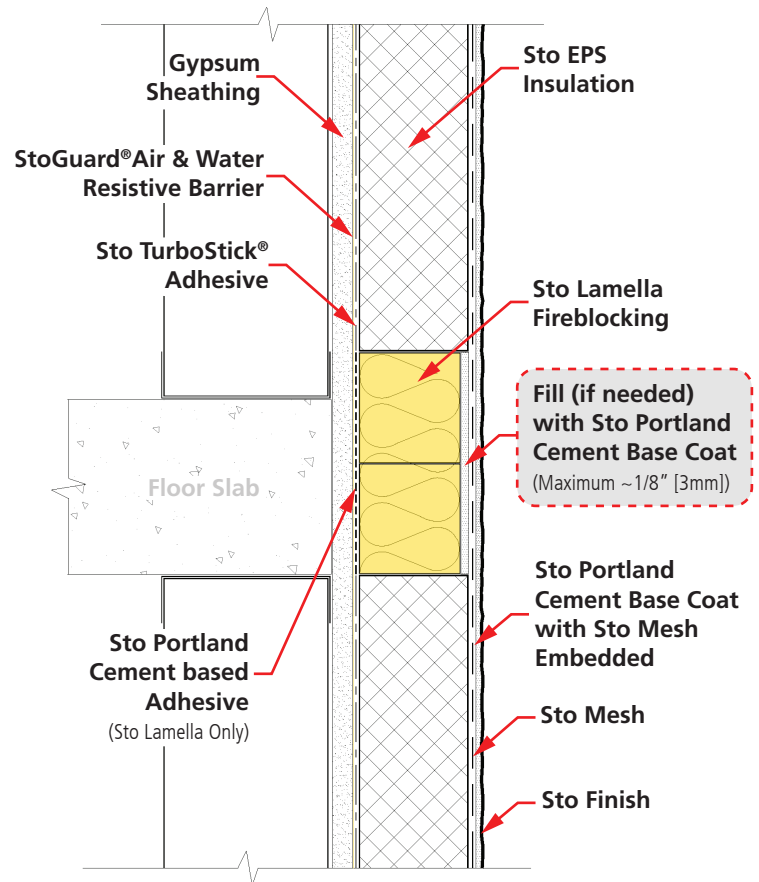 Gypsum
Sheathing
Sto EPS
Insulation
StoGuard®Air & Water
Resistive Barrier
Sto TurboStick®
Adhesive
Sto Lamella
Fireblocking
Fill (if needed)
with Sto Portland
Cement Base Coat
(Maximum ~1/8” [3mm])
Floor Slab
Sto Portland
Cement Base Coat
with Sto Mesh
Embedded
Sto Portland
Cement based
Adhesive
(Sto Lamella Only)
Sto Mesh
Sto Finish